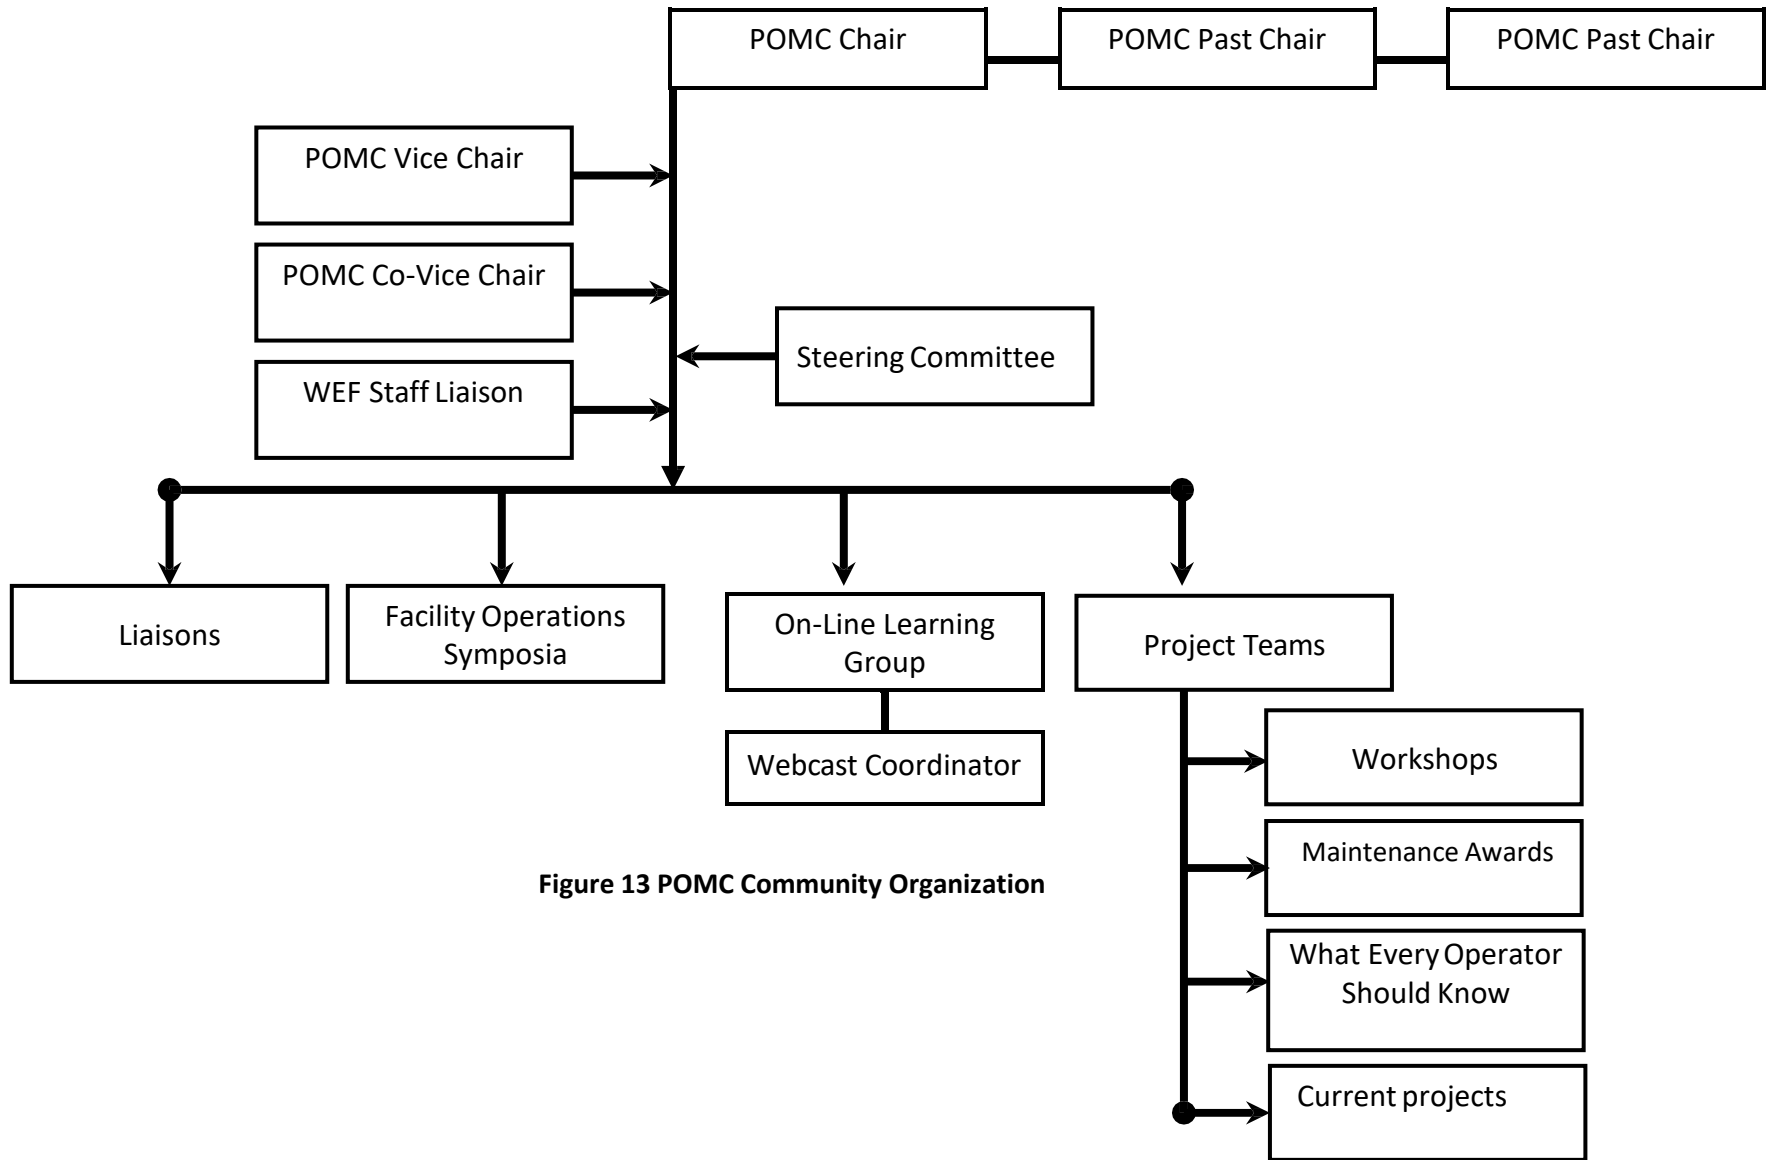 POMC Chair
POMC Past Chair
POMC Past Chair
POMC Vice Chair
POMC Co-Vice Chair
Steering Committee
WEF Staff Liaison
Liaisons
Facility Operations
Symposia
On-Line Learning
Group
Project Teams
Webcast Coordinator
Workshops
Maintenance Awards
What Every Operator
Should Know
Current projects
Figure 13 POMC Community Organization